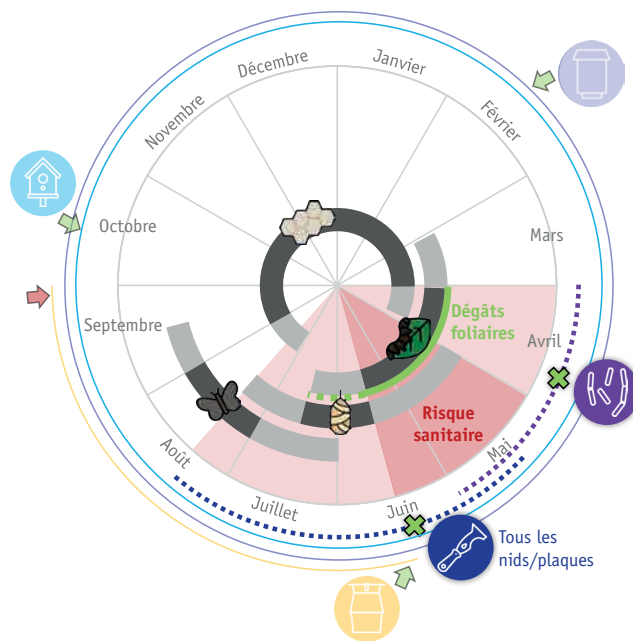 Janvier
Février
Mars
Avril
Mai
Juin
Juillet
Août
Septembre
Octobre
Novembre
Décembre
Dégâts
foliaires
Risque
sanitaire
Tous les
nids/plaques